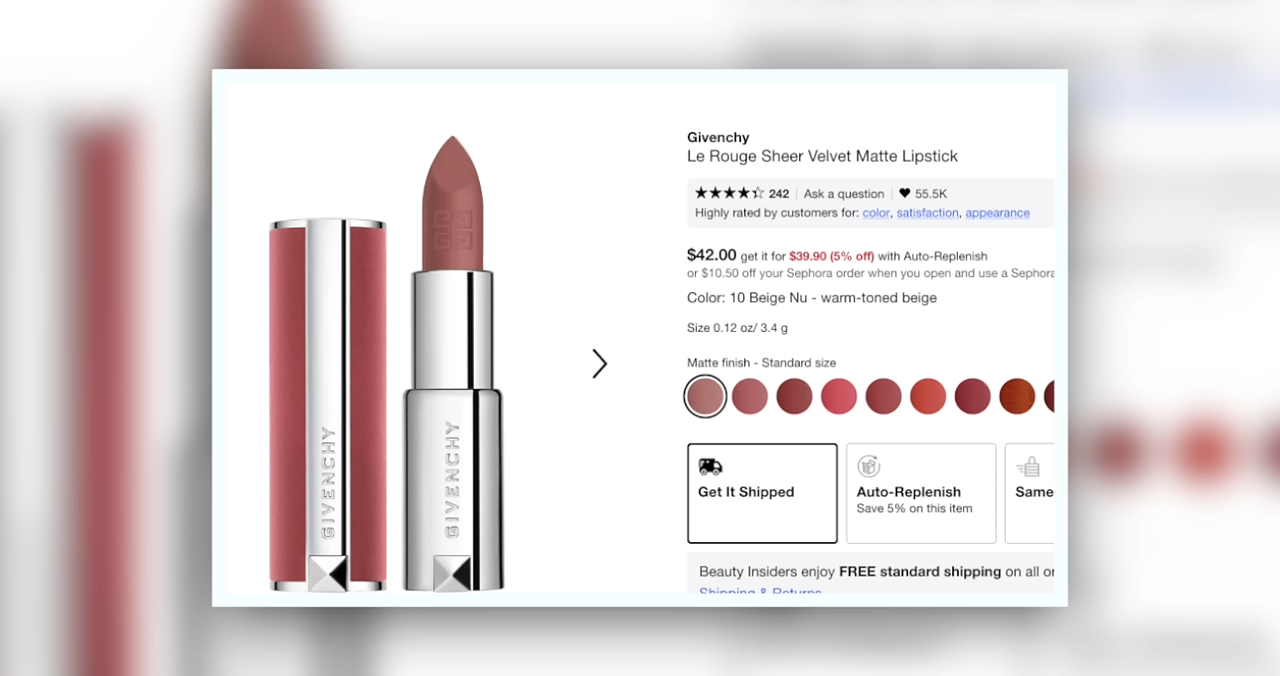 GIVENCHY
GIVENCHY
Givenchy
Le Rouge Sheer Velvet Matte Lipstick
242 Ask a question 55.5K
Highly rated by customers for: color, satisfaction, appearance
$42.00 get it for $39.90 (5% off) with Auto-Replenish
or $10.50 off your Sephora order when you open and use a Sephora
Color: 10 Beige Nu - warm-toned beige
Size 0.12 oz/ 3.4 g
Matte finish - Standard size
Get It Shipped
Auto-Replenish
Save 5% on this item
Same
Beauty Insiders enjoy FREE standard shipping on all or
Shipping & Returns